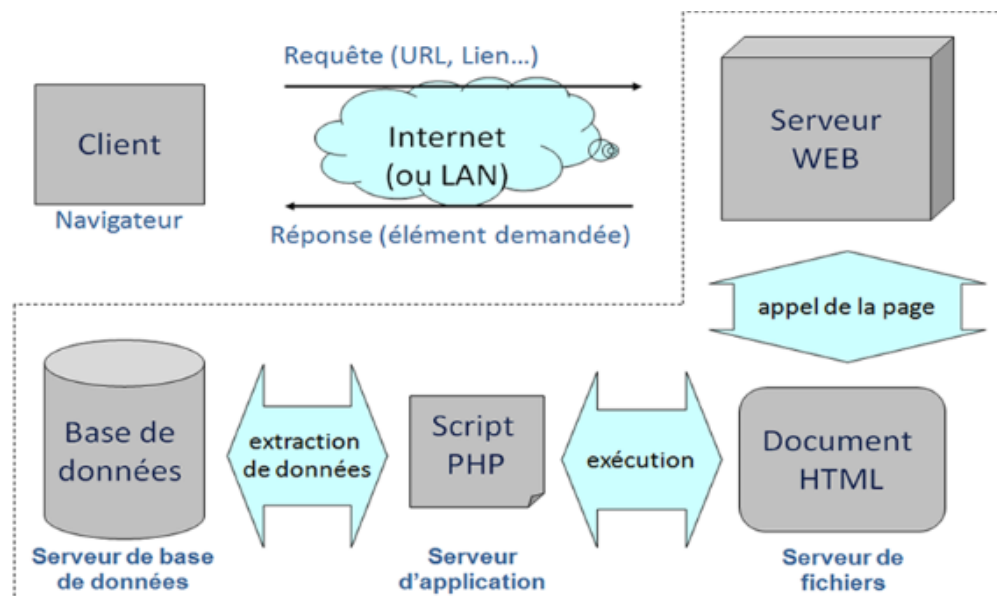 Requête (URL, Lien...)
Client
Navigateur
Internet
(ou LAN)
Réponse (élément demandée)
Serveur
WEB
appel de la page
Base de
données
Serveur de base
de données
extraction
de données
Script
PHP
Serveur
d'application
exécution
Document
HTML
Serveur de
fichiers